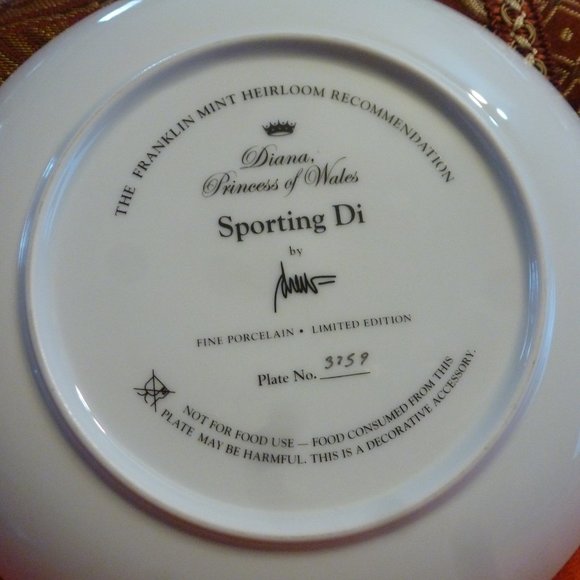 THE FRANKLIN MINT HEIRLOOM RECOMMENDATION
Diana,
Princess of Wales
Sporting Di
by
FINE PORCELAIN • LIMITED EDITION
Plate No. 3759
NOT FOR FOOD USE — FOOD CONSUMED FROM THIS
PLATE MAY BE HARMFUL. THIS IS A DECORATIVE ACCESSORY.